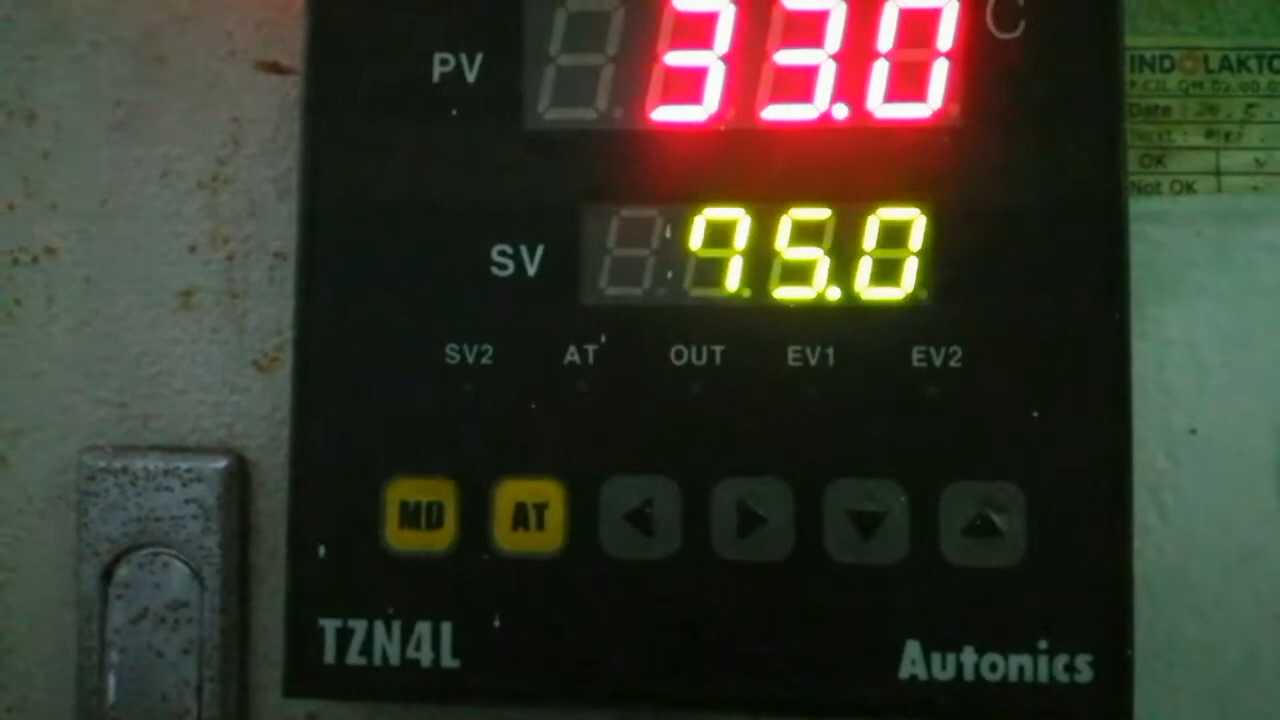 PV 33.0 C
SV 75.0
SV2 AT OUT EV1 EV2
MD AT
TZN4L Autonics
INDOLAKTO
Date :
Next :
OK
Not OK